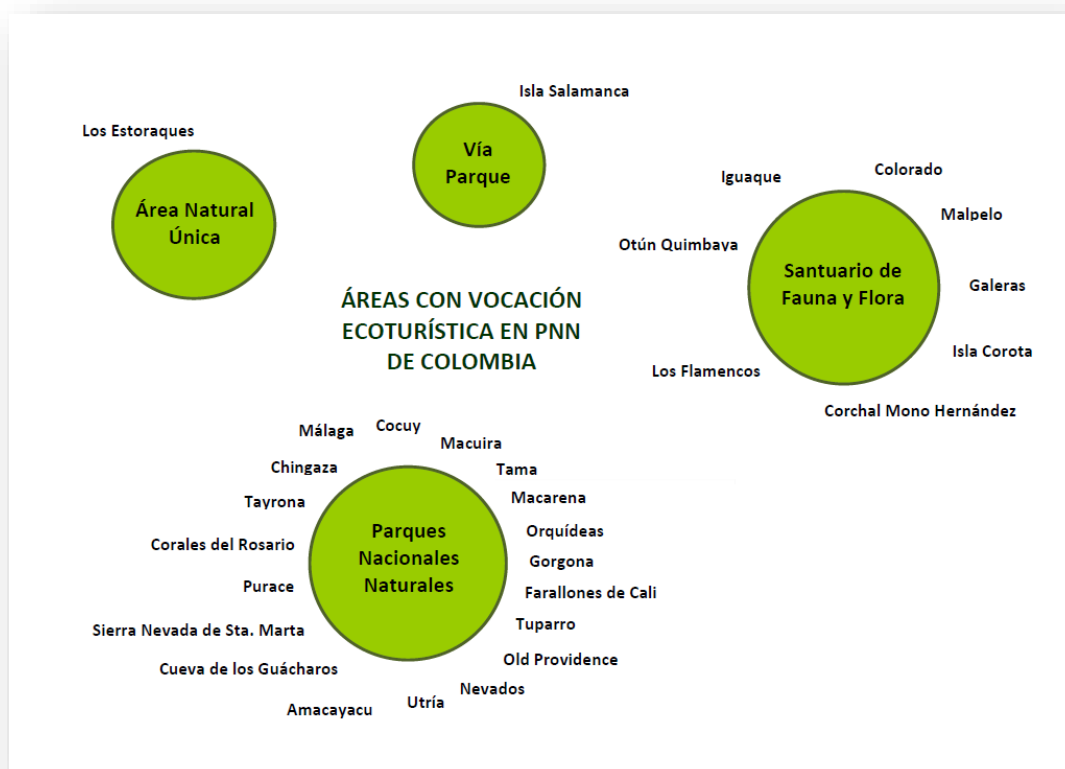 Isla Salamanca
Vía
Parque
Los Estoraques
Área Natural
Única
Iguaque
Colorado
Malpelo
Otún Quimbaya
Galeras
Santuario de
Fauna y Flora
Isla Corota
Los Flamencos
Corchal Mono Hernández
ÁREAS CON VOCACIÓN
ECOTURÍSTICA EN PNN
DE COLOMBIA
Málaga
Cocuy
Macuira
Chingaza
Tama
Tayrona
Macarena
Corales del Rosario
Orquídeas
Parques
Nacionales
Naturales
Gorgona
Purace
Farallones de Cali
Sierra Nevada de Sta. Marta
Tuparro
Cueva de los Guácharos
Old Providence
Amacayacu
Utría
Nevados